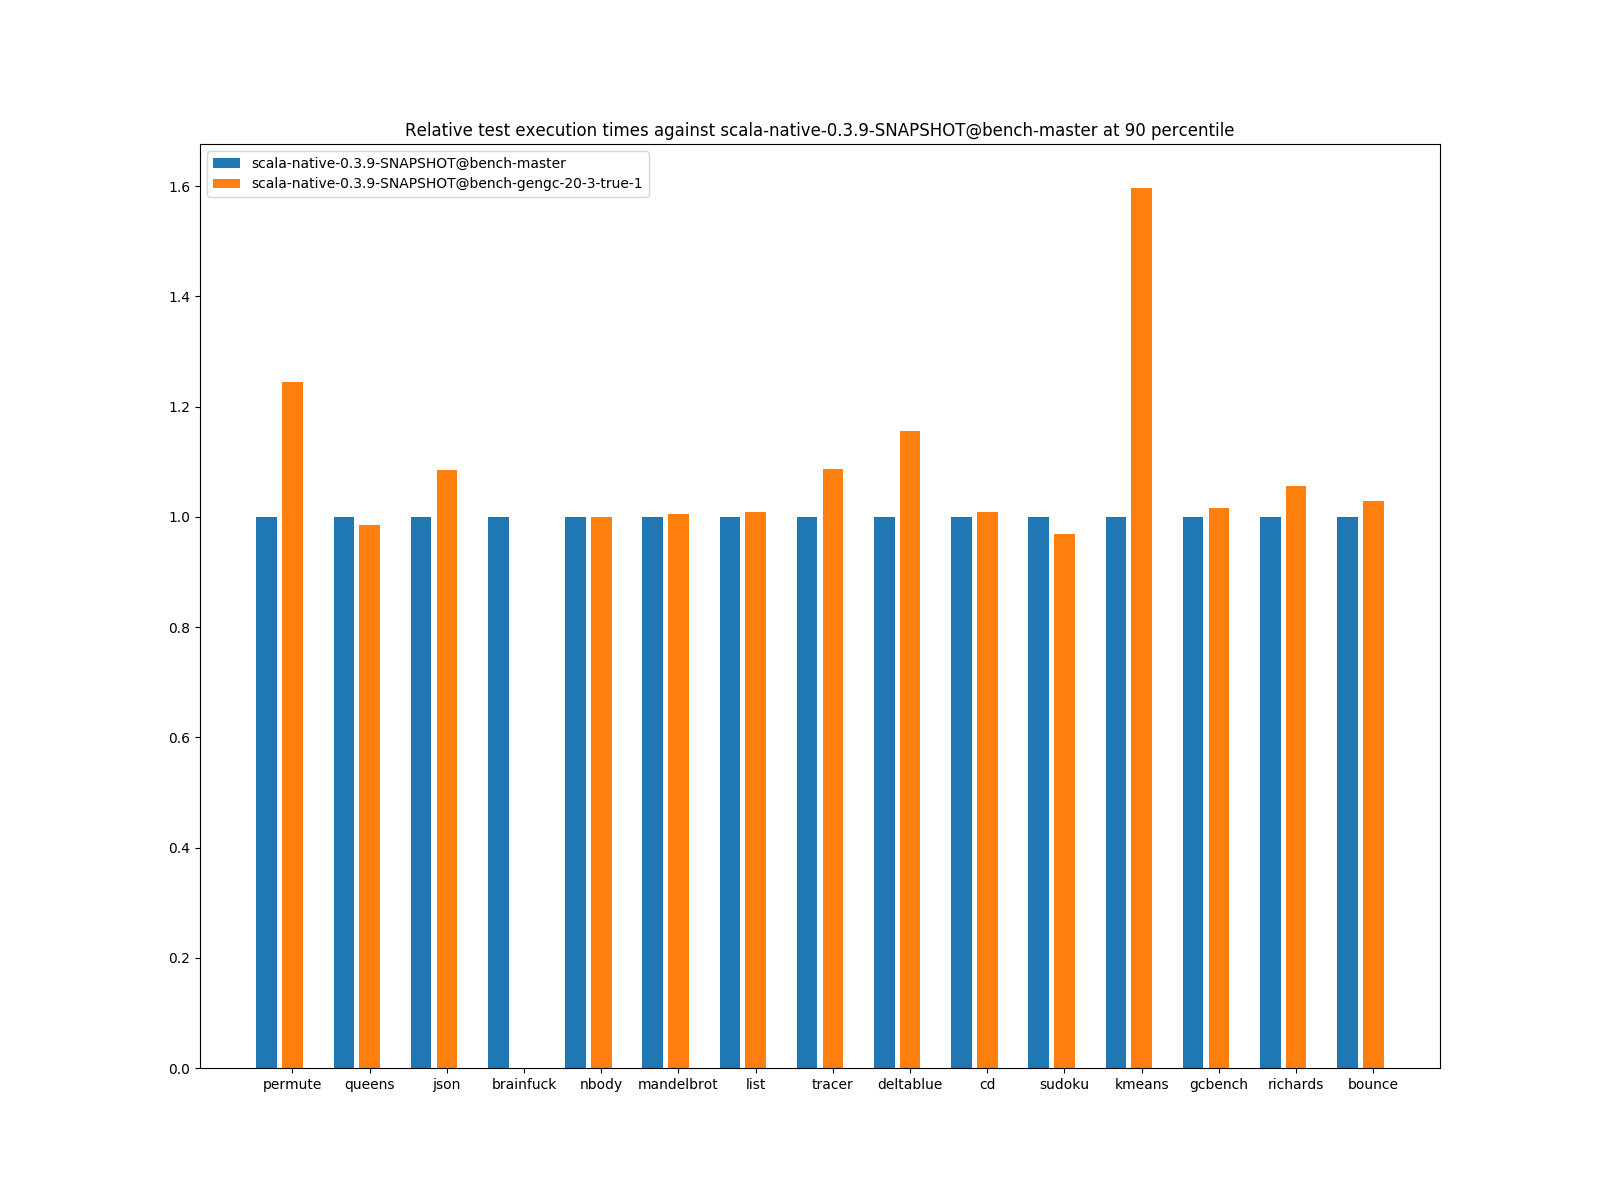 Relative test execution times against scala-native-0.3.9-SNAPSHOT@bench-master at 90 percentile
scala-native-0.3.9-SNAPSHOT@bench-master
scala-native-0.3.9-SNAPSHOT@bench-gengc-20-3-true-1
1.6
1.4
1.2
1.0
0.8
0.6
0.4
0.2
0.0
permute queens json brainfuck nbody mandelbrot list tracer deltablue cd sudoku kmeans gcbench richards bounce